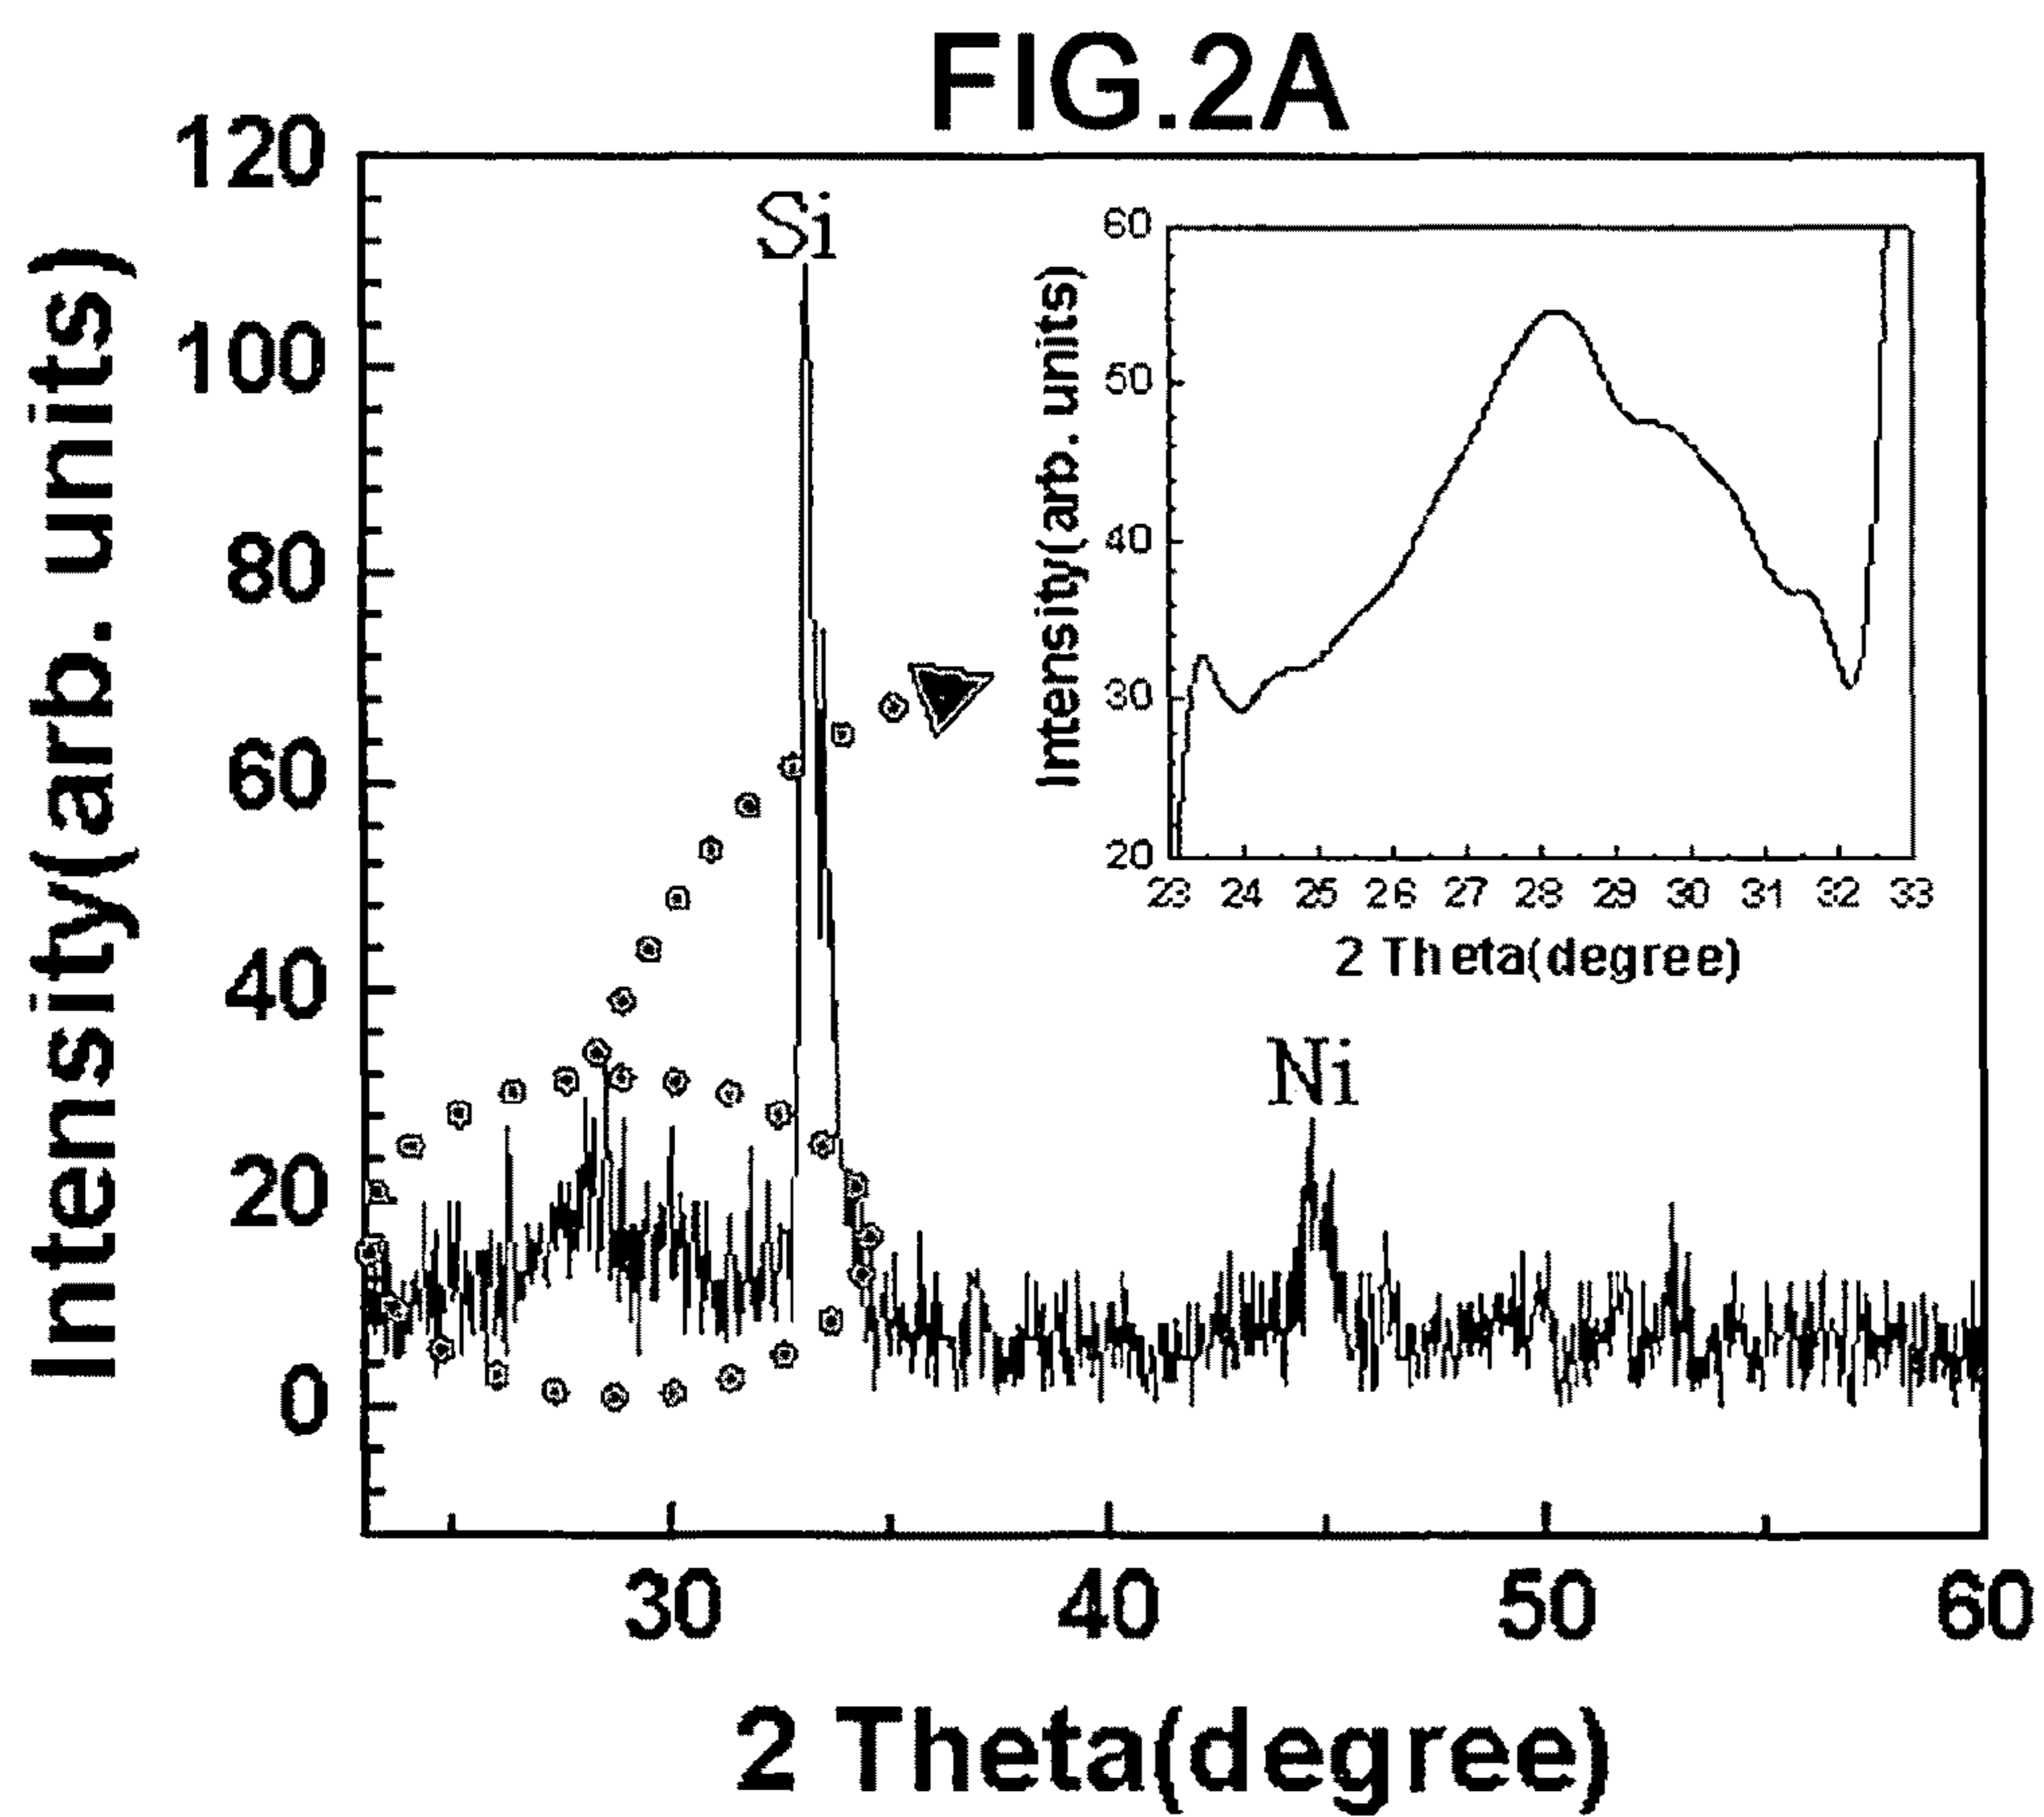 FIG.2A
Intensity(arb. units)
120
100
80
60
40
20
0
Si
Ni
30
40
50
60
2 Theta(degree)
Intensity(arb. units)
60
50
40
30
20
23 24 25 26 27 28 29 30 31 32 33
2 Theta(degree)